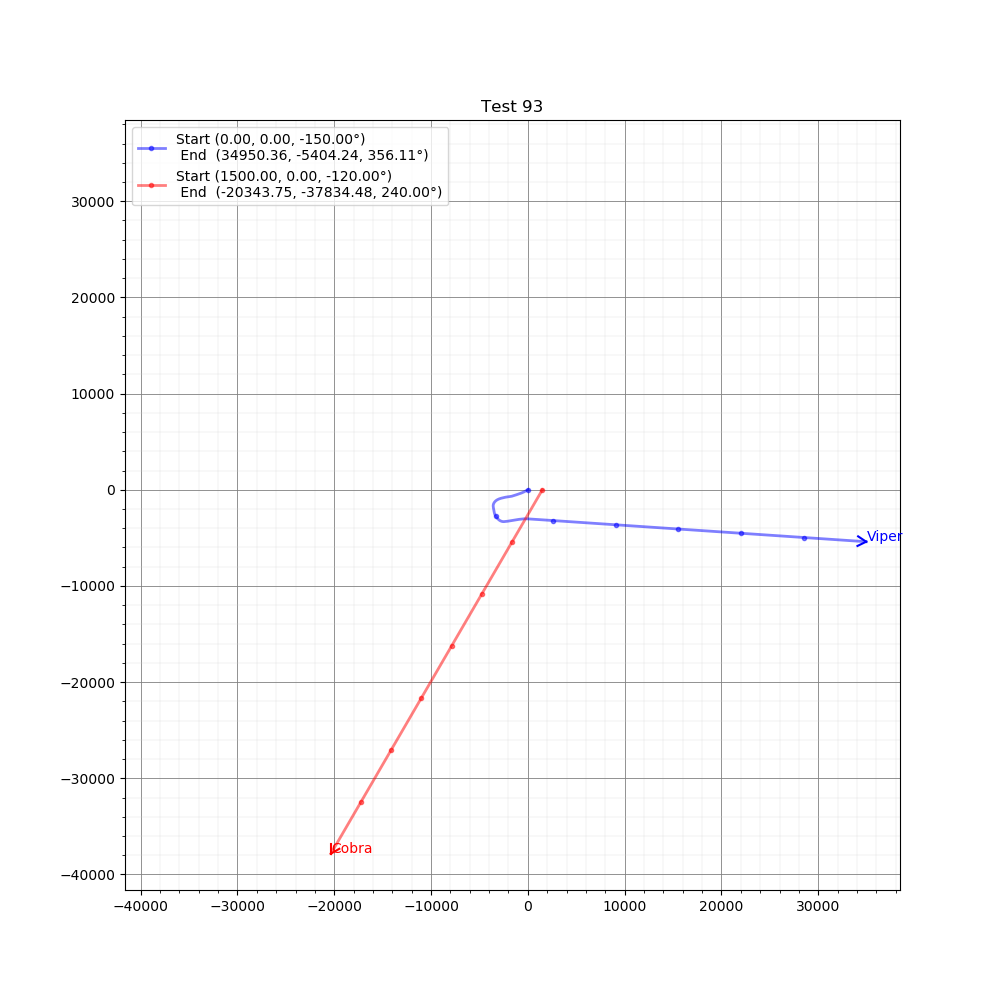 Test 93
Start (0.00, 0.00, -150.00°)
End (34950.36, -5404.24, 356.11°)
Start (1500.00, 0.00, -120.00°)
End (-20343.75, -37834.48, 240.00°)
30000
20000
10000
0
−10000
−20000
−30000
−40000
Viper
Cobra
−40000 −30000 −20000 −10000 0 10000 20000 30000